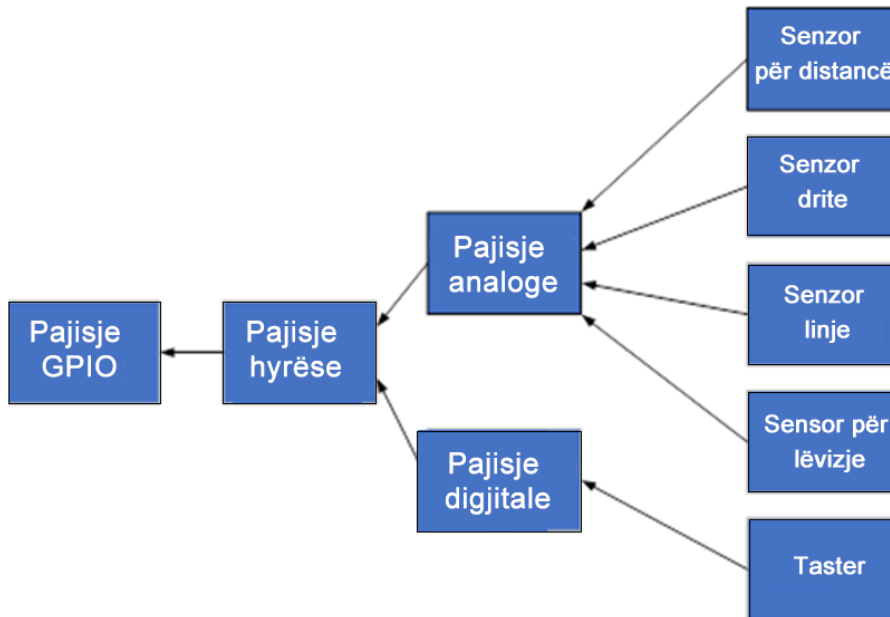 Senzor
për distancë
Senzor
drite
Pajisje
analoge
Senzor
linje
Pajisje
GPIO
Pajisje
hyrëse
Sensor për
lëvizje
Pajisje
digjitale
Taster